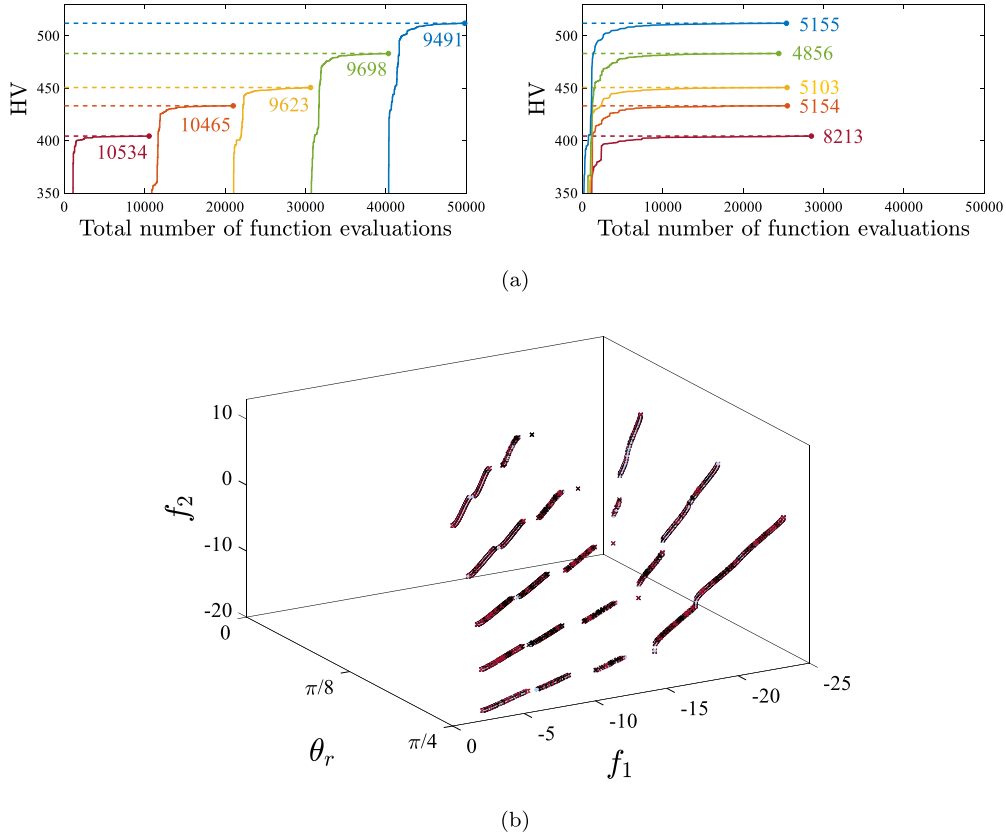 HV
500
450
400
350
9491
9698
9623
10465
10534
0 10000 20000 30000 40000 50000
Total number of function evaluations
HV
500
450
400
350
5155
4856
5103
5154
8213
0 10000 20000 30000 40000 50000
Total number of function evaluations
(a)
f₂
10
0
-10
-20
0
π/8
π/4
θᵣ
0
-5
-10
-15
-20
-25
f₁
(b)